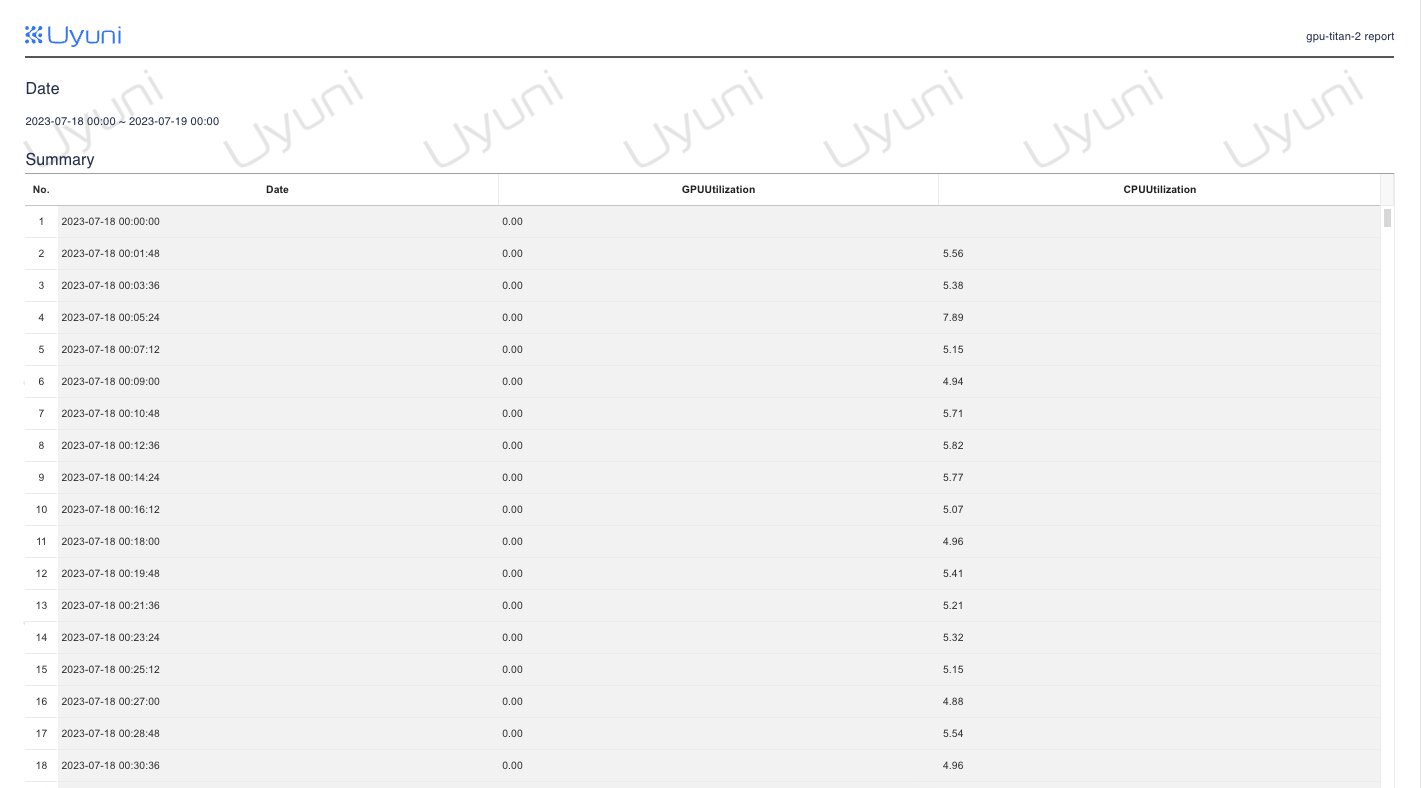 Uyuni
gpu-titan-2 report
Uyuni Uyuni Uyuni Uyuni Uyuni Uyuni Uyuni
Date
2023-07-18 00:00 ~ 2023-07-19 00:00
Summary
No. Date GPUUtilization CPUUtilization
1 2023-07-18 00:00:00 0.00
2 2023-07-18 00:01:48 0.00 5.56
3 2023-07-18 00:03:36 0.00 5.38
4 2023-07-18 00:05:24 0.00 7.89
5 2023-07-18 00:07:12 0.00 5.15
6 2023-07-18 00:09:00 0.00 4.94
7 2023-07-18 00:10:48 0.00 5.71
8 2023-07-18 00:12:36 0.00 5.82
9 2023-07-18 00:14:24 0.00 5.77
10 2023-07-18 00:16:12 0.00 5.07
11 2023-07-18 00:18:00 0.00 4.96
12 2023-07-18 00:19:48 0.00 5.41
13 2023-07-18 00:21:36 0.00 5.21
14 2023-07-18 00:23:24 0.00 5.32
15 2023-07-18 00:25:12 0.00 5.15
16 2023-07-18 00:27:00 0.00 4.88
17 2023-07-18 00:28:48 0.00 5.54
18 2023-07-18 00:30:36 0.00 4.96